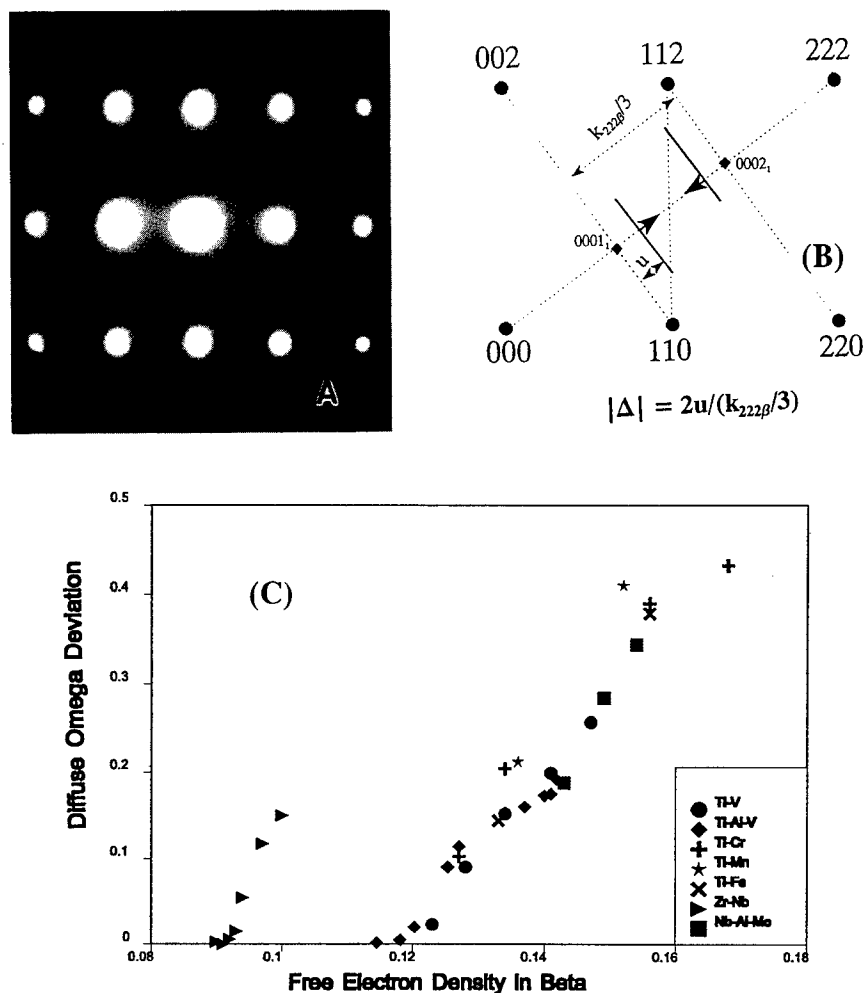 A
002
112
222
k222β/3
0002₁
0001₁
u
(B)
000
110
220
|Δ| = 2u/(k222β/3)
(C)
Diffuse Omega Deviation
0.5
0.4
0.3
0.2
0.1
0
0.08
0.1
0.12
0.14
0.16
0.18
Free Electron Density in Beta
Ti-V
Ti-Al-V
Ti-Cr
Ti-Mn
Ti-Fe
Zr-Nb
Nb-Al-Mo